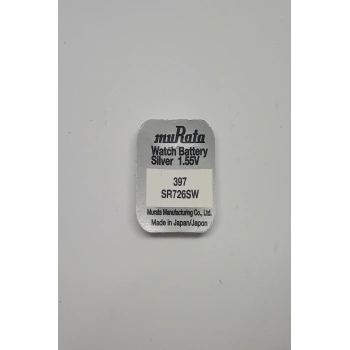 muRata
Watch Battery
Silver 1.55V
397
SR726SW
Murata Manufacturing Co., Ltd.
Made in Japan/Japon